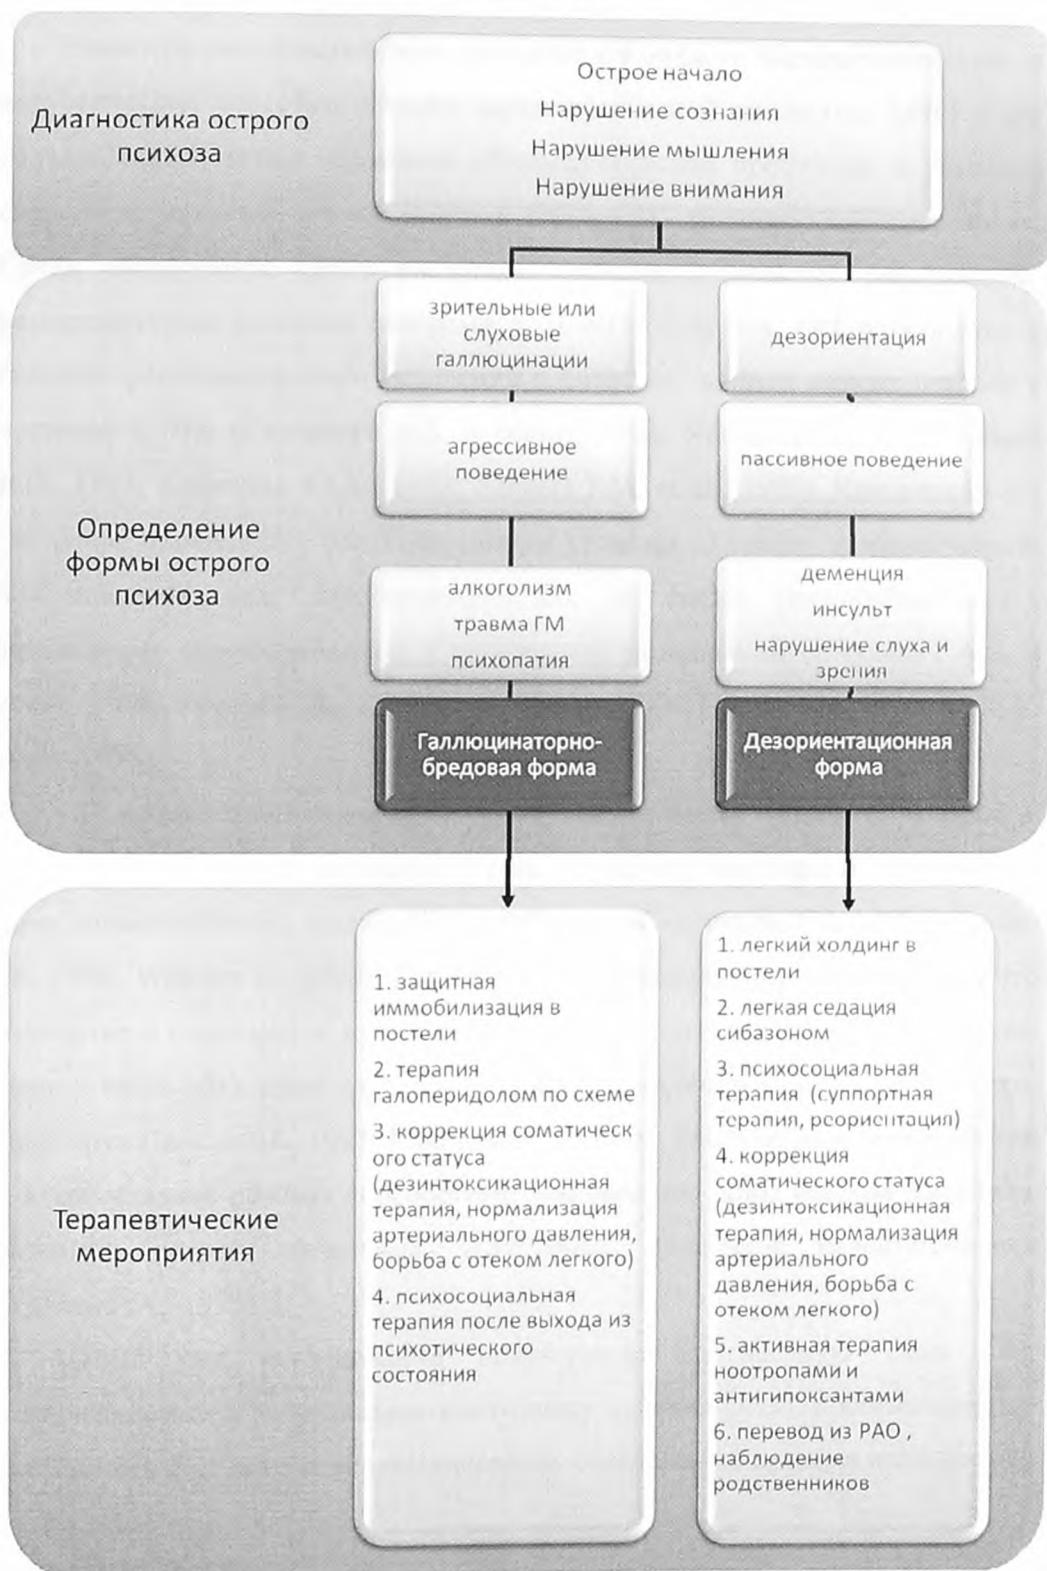 Диагностика острого
психоза
Острое начало
Нарушение сознания
Нарушение мышления
Нарушение внимания
Определение
формы острого
психоза
зрительные или
слуховые
галлюцинации
агрессивное
поведение
алкоголизм
травма ГМ
психопатия
Галлюцинаторно-
бредовая форма
дезориентация
пассивное поведение
деменция
инсульт
нарушение слуха и
зрения
Дезориентационная
форма
Терапевтические
мероприятия
1. защитная
иммобилизация в
постели
2. терапия
галоперидолом по схеме
3. коррекция соматическ
ого статуса
(дезинтоксикационная
терапия, нормализация
артериального давления,
борьба с отеком легкого)
4. психосоциальная
терапия после выхода из
психотического
состояния
1. легкий холдинг в
постели
2. легкая седация
сибазоном
3. психосоциальная
терапия (суппортная
терапия, реориентация)
4. коррекция
соматического статуса
(дезинтоксикационная
терапия, нормализация
артериального
давления, борьба с
отеком легкого)
5. активная терапия
ноотропами и
антигипоксантами
6. перевод из РАО ,
наблюдение
родственников